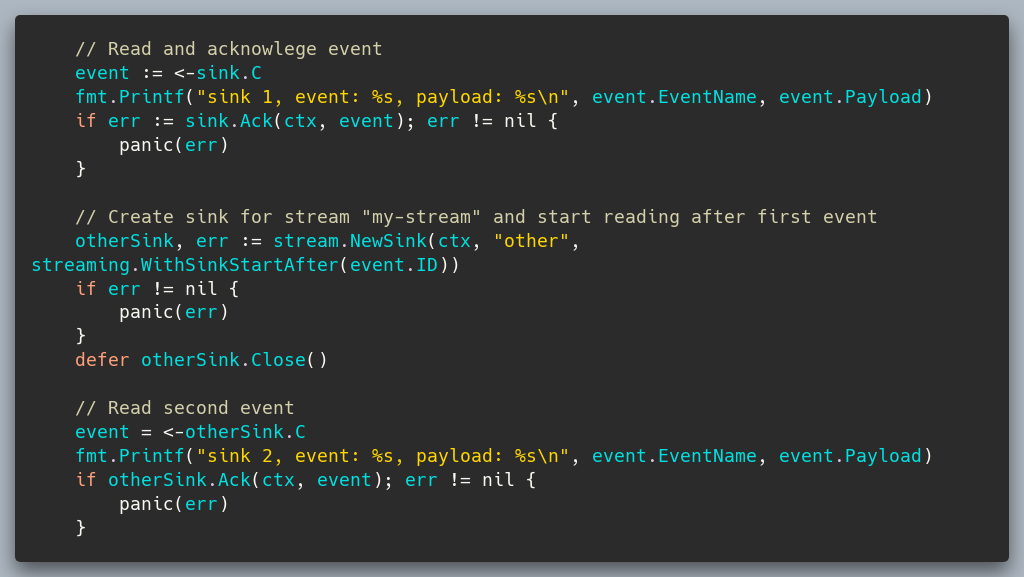 // Read and acknowlege event
event := <-sink.C
fmt.Printf("sink 1, event: %s, payload: %s\n", event.EventName, event.Payload)
if err := sink.Ack(ctx, event); err != nil {
panic(err)
}
// Create sink for stream "my-stream" and start reading after first event
otherSink, err := stream.NewSink(ctx, "other",
streaming.WithSinkStartAfter(event.ID))
if err != nil {
panic(err)
}
defer otherSink.Close()
// Read second event
event = <-otherSink.C
fmt.Printf("sink 2, event: %s, payload: %s\n", event.EventName, event.Payload)
if otherSink.Ack(ctx, event); err != nil {
panic(err)
}